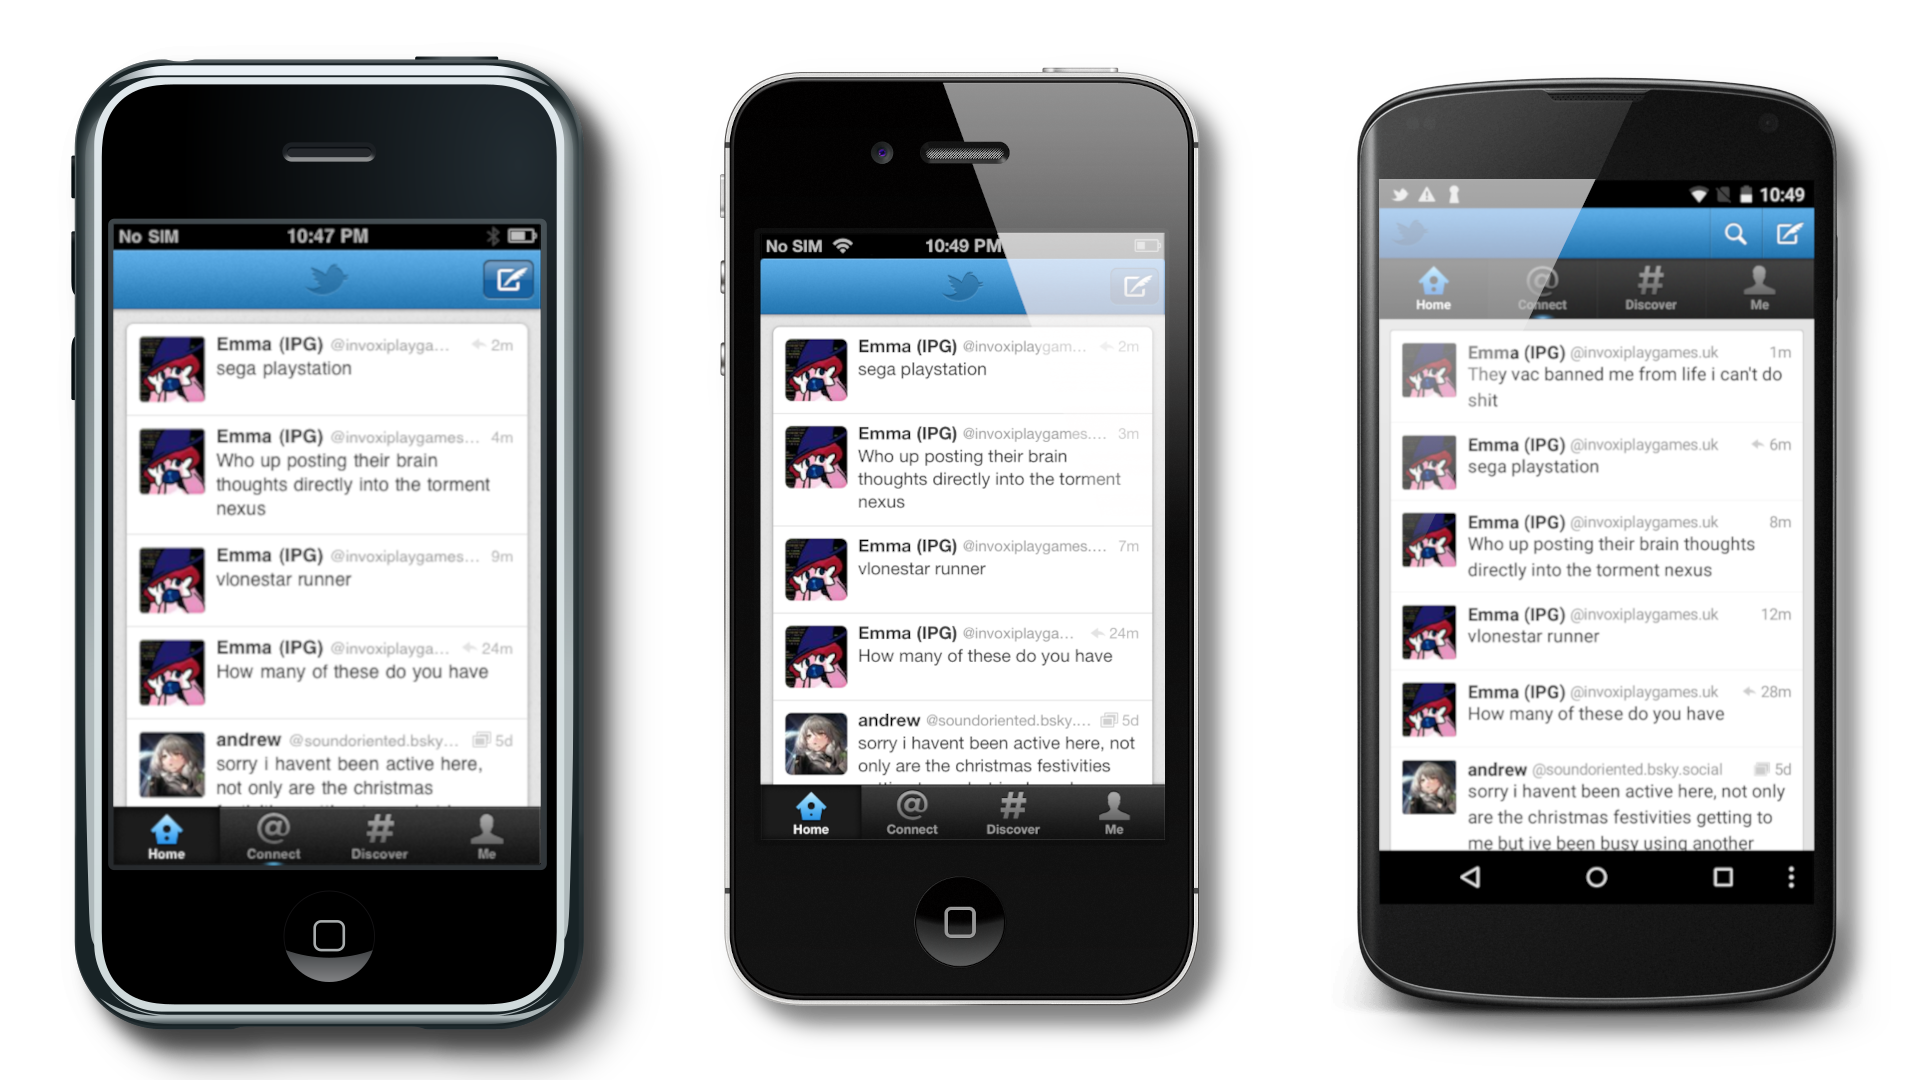 No SIM 10:47 PM
Emma (IPG) @invoxiplayga... 2m
sega playstation
Emma (IPG) @invoxiplaygames... 4m
Who up posting their brain
thoughts directly into the torment
nexus
Emma (IPG) @invoxiplaygames... 9m
vlonestar runner
Emma (IPG) @invoxiplayga... 24m
How many of these do you have
andrew @soundoriented.bsky... 5d
sorry i havent been active here,
not only are the christmas
Home Connect Discover Me
No SIM 10:49 PM
Emma (IPG) @invoxiplaygam... 2m
sega playstation
Emma (IPG) @invoxiplaygames.... 3m
Who up posting their brain
thoughts directly into the torment
nexus
Emma (IPG) @invoxiplaygames.... 7m
vlonestar runner
Emma (IPG) @invoxiplayga... 24m
How many of these do you have
andrew @soundoriented.bsky.... 5d
sorry i havent been active here, not
only are the christmas festivities
Home Connect Discover Me
10:49
Home Connect Discover Me
Emma (IPG) @invoxiplaygames.uk 1m
They vac banned me from life i can't do
shit
Emma (IPG) @invoxiplaygames.uk 6m
sega playstation
Emma (IPG) @invoxiplaygames.uk 8m
Who up posting their brain thoughts
directly into the torment nexus
Emma (IPG) @invoxiplaygames.uk 12m
vlonestar runner
Emma (IPG) @invoxiplaygames.uk 28m
How many of these do you have
andrew @soundoriented.bsky.social 5d
sorry i havent been active here, not only
are the christmas festivities getting to
me but ive been busy using another